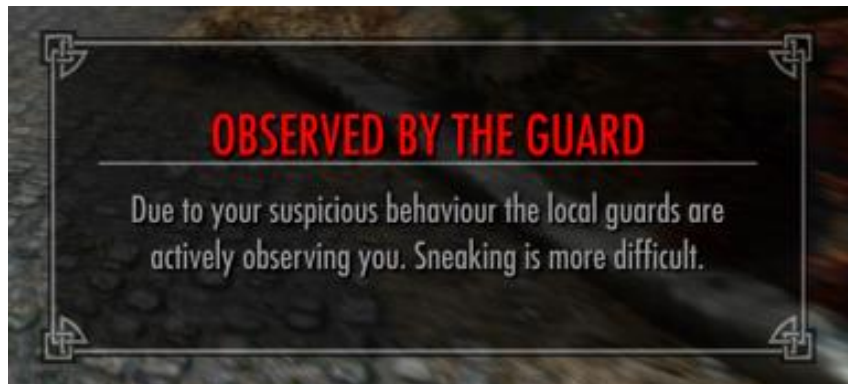 OBSERVED BY THE GUARD
Due to your suspicious behaviour the local guards are
actively observing you. Sneaking is more difficult.